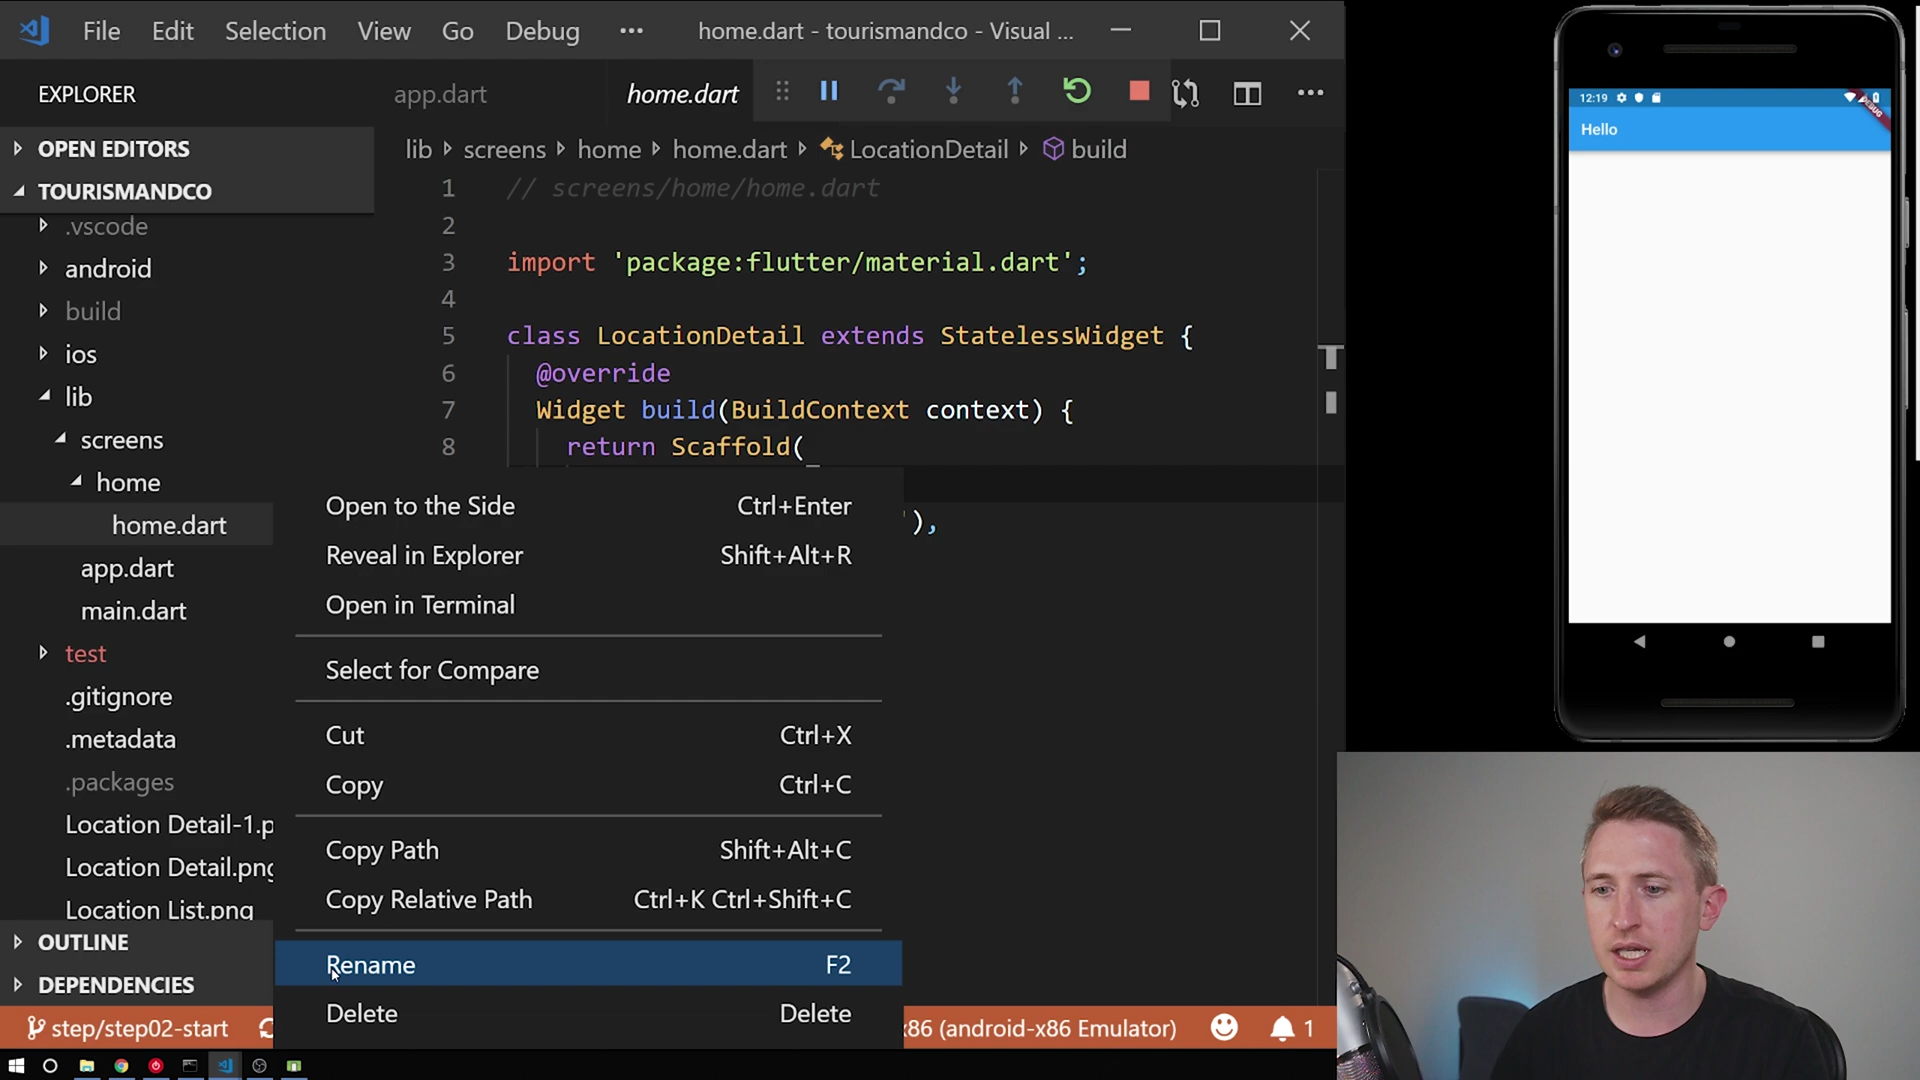 File Edit Selection View Go Debug ··· home.dart - tourismandco - Visual ...
EXPLORER
app.dart home.dart
OPEN EDITORS
TOURISMANDCO
.vscode
android
build
ios
lib
screens
home
home.dart
app.dart
main.dart
test
.gitignore
.metadata
.packages
Location Detail-1.p
Location Detail.png
Location List.png
OUTLINE
DEPENDENCIES
lib screens home home.dart LocationDetail build
1 // screens/home/home.dart
2
3 import 'package:flutter/material.dart';
4
5 class LocationDetail extends StatelessWidget {
6 @override
7 Widget build(BuildContext context) {
8 return Scaffold(
'),
Open to the Side Ctrl+Enter
Reveal in Explorer Shift+Alt+R
Open in Terminal
Select for Compare
Cut Ctrl+X
Copy Ctrl+C
Copy Path Shift+Alt+C
Copy Relative Path Ctrl+K Ctrl+Shift+C
Rename F2
Delete Delete
step/step02-start
x86 (android-x86 Emulator) 1
12:19
DEBUG
Hello